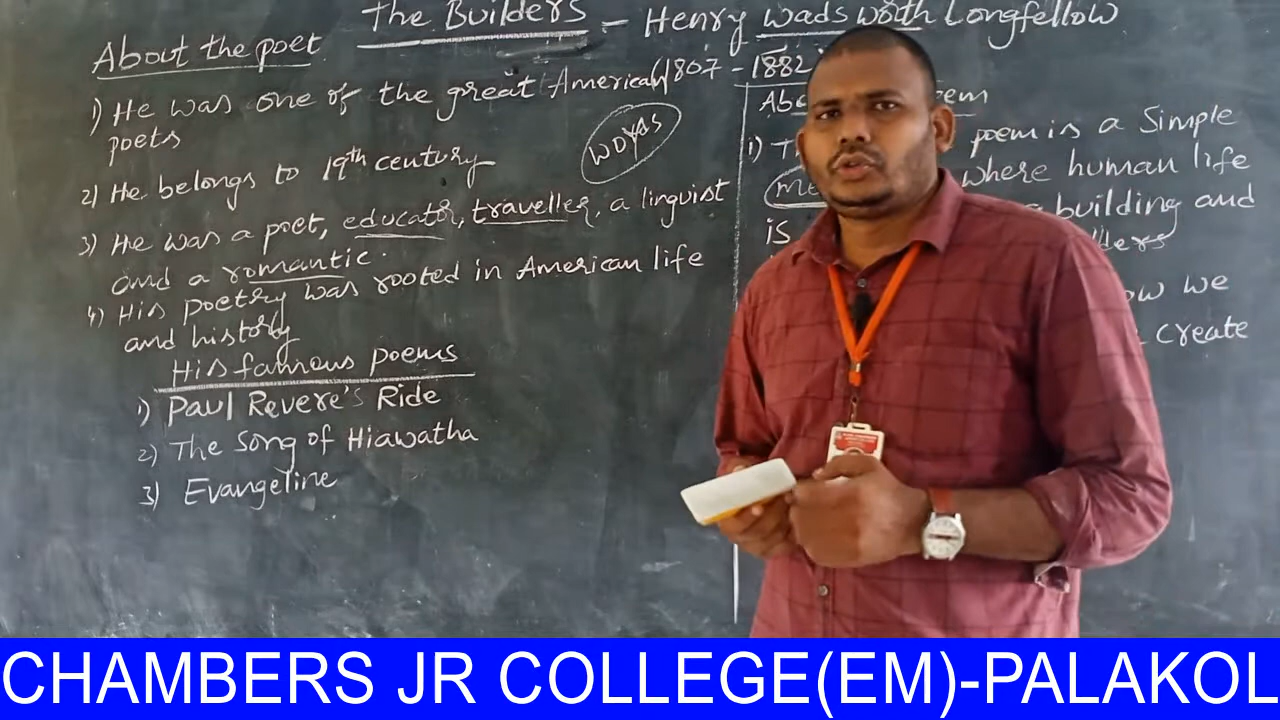 The Builders - Henry wads worth Longfellow
(1807 - 1882
About the poet
1) He was one of the great American
poets
2) He belongs to 19th century
3) He was a poet, educator, traveller, a linguist
and a romantic.
4) His poetry was rooted in American life
and history
His famous poems
1) Paul Revere's Ride
2) The Song of Hiawatha
3) Evangeline
poem is a Simple
where human life
is
building and
we
create
CHAMBERS JR COLLEGE(EM)-PALAKOL